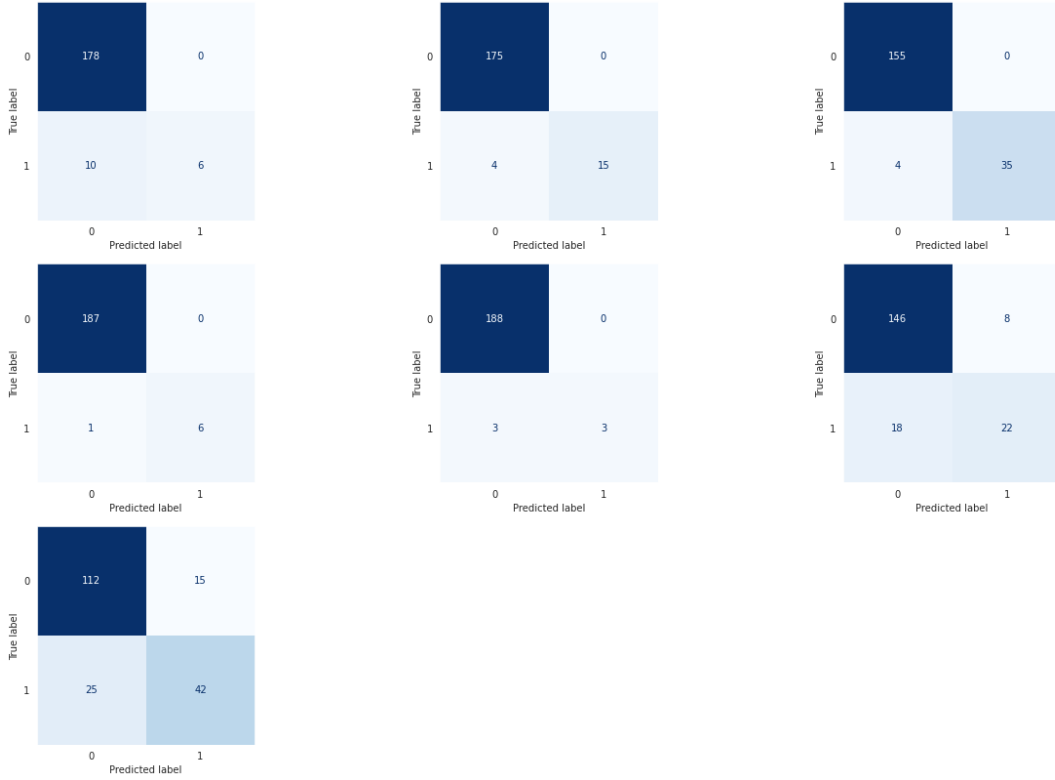 0 178 0
True label
1 10 6
0 1
Predicted label
0 175 0
True label
1 4 15
0 1
Predicted label
0 155 0
True label
1 4 35
0 1
Predicted label
0 187 0
True label
1 1 6
0 1
Predicted label
0 188 0
True label
1 3 3
0 1
Predicted label
0 146 8
True label
1 18 22
0 1
Predicted label
0 112 15
True label
1 25 42
0 1
Predicted label